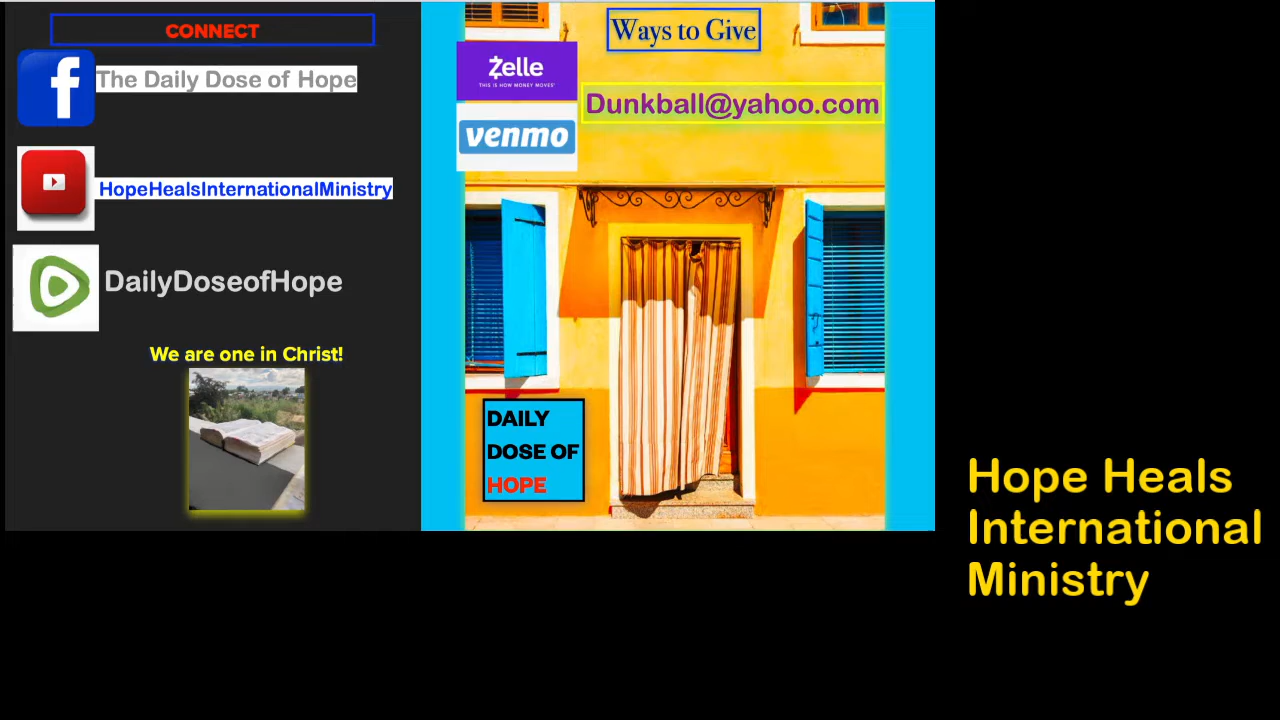 CONNECT
The Daily Dose of Hope
HopeHealsInternationalMinistry
DailyDoseofHope
We are one in Christ!
Ways to Give
Zelle
THIS IS HOW MONEY MOVES®
Dunkball@yahoo.com
venmo
DAILY
DOSE OF
HOPE
Hope Heals
International
Ministry